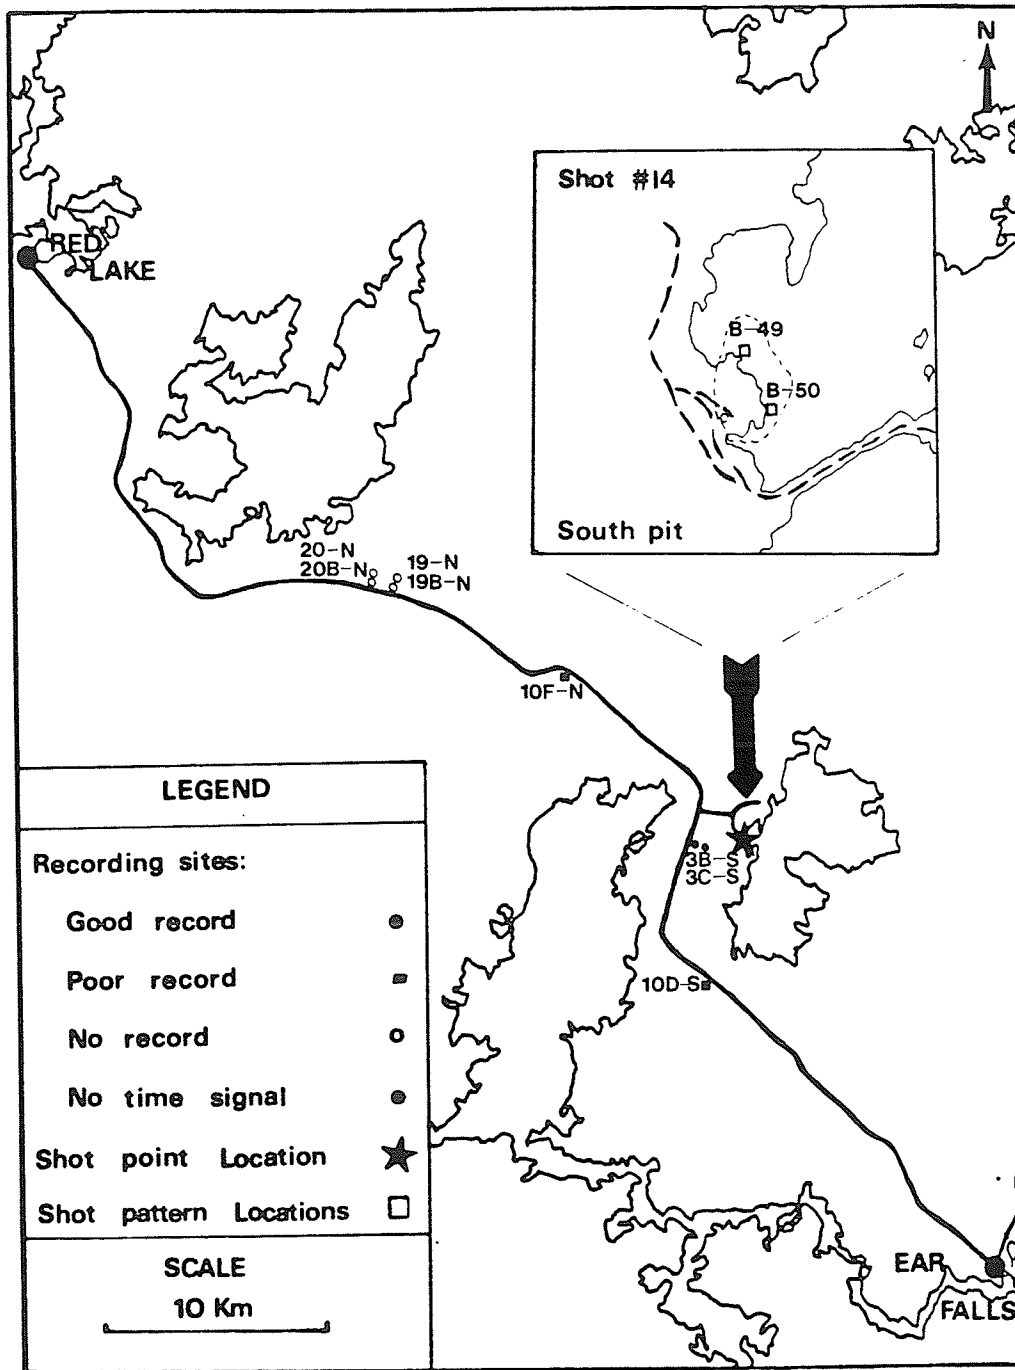 N
Shot #14
RED
LAKE
B-49
B-50
South pit
20-N
20B-N
19-N
19B-N
10F-N
3B-S
3C-S
10D-S
LEGEND
Recording sites:
Good record
Poor record
No record
No time signal
Shot point Location
Shot pattern Locations
SCALE
10 Km
EAR
FALLS